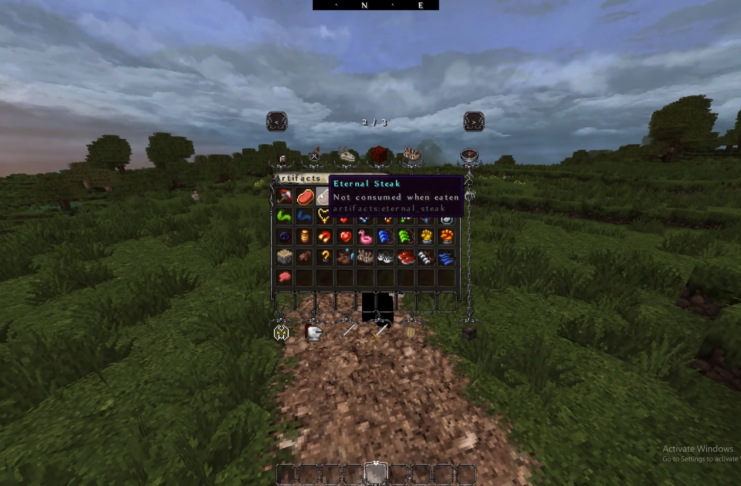 N E
2 / 3
Artifacts
Eternal Steak
Not consumed when eaten
artifacts:eternal_steak
Activate Windows
Go to Settings to activate